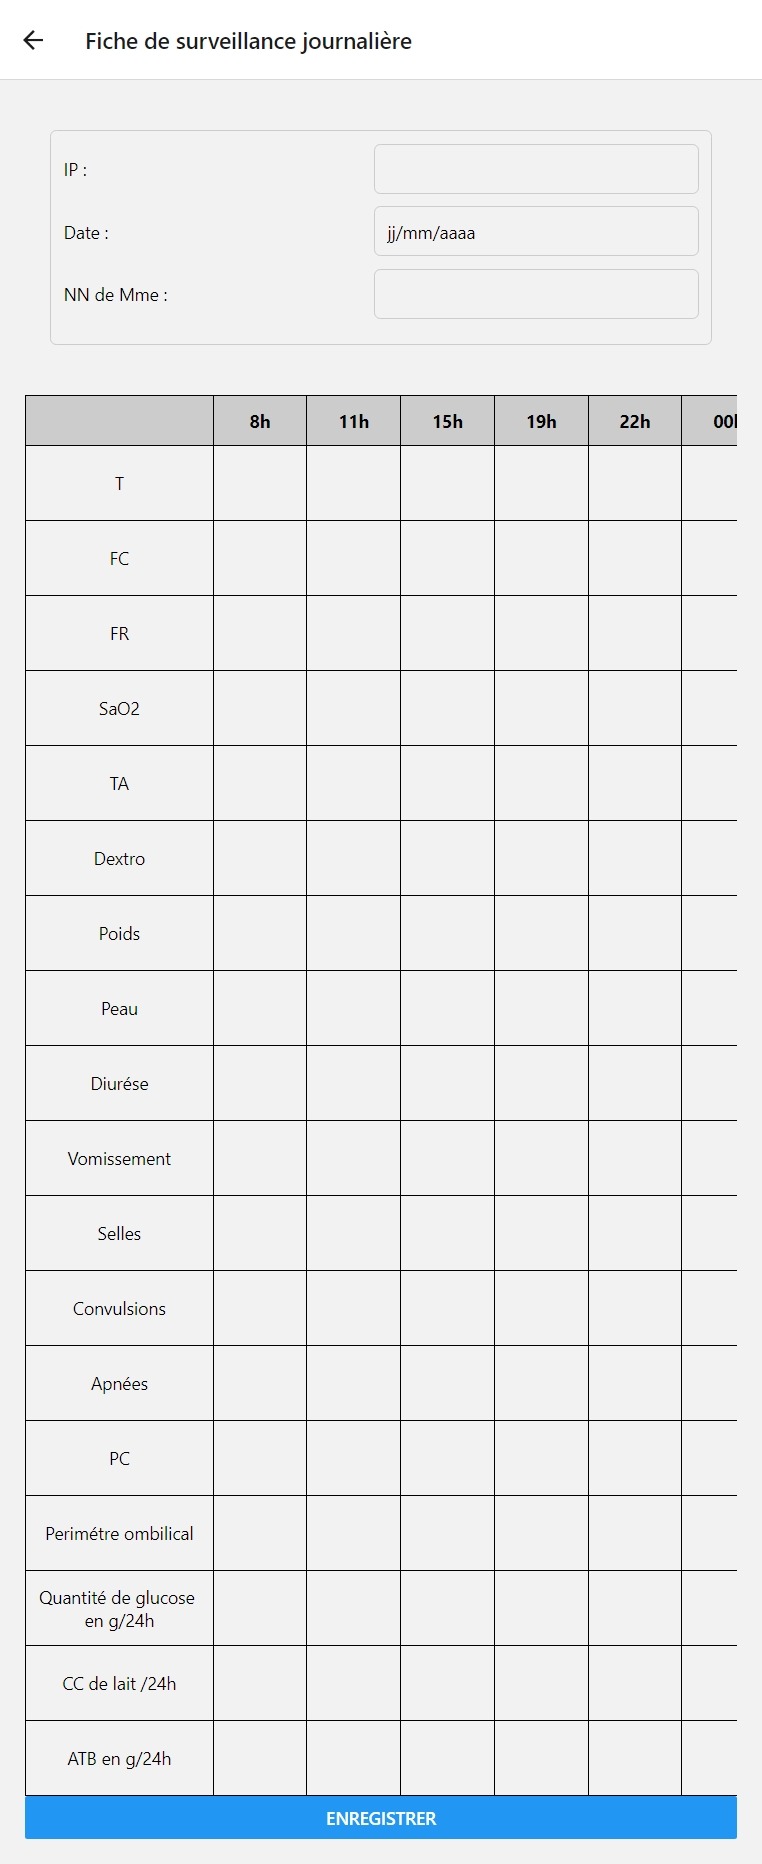 Fiche de surveillance journalière
IP :
Date : jj/mm/aaaa
NN de Mme :
8h 11h 15h 19h 22h
T
FC
FR
SaO2
TA
Dextro
Poids
Peau
Diurése
Vomissement
Selles
Convulsions
Apnées
PC
Perimétre ombilical
Quantité de glucose
en g/24h
CC de lait /24h
ATB en g/24h
ENREGISTRER